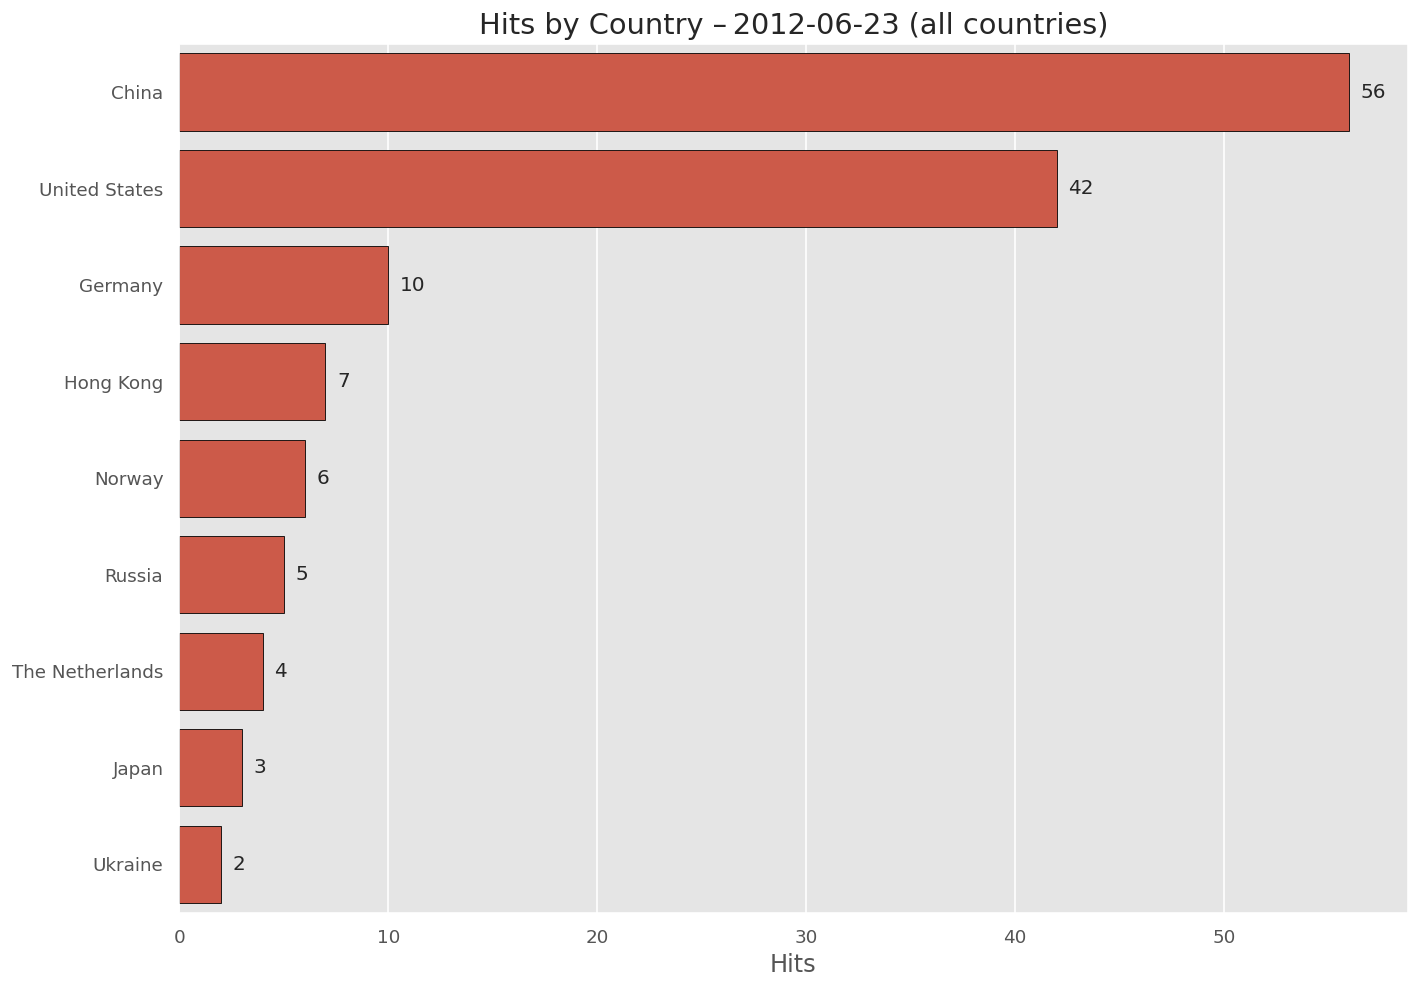 Hits by Country – 2012-06-23 (all countries)
China 56
United States 42
Germany 10
Hong Kong 7
Norway 6
Russia 5
The Netherlands 4
Japan 3
Ukraine 2
0 10 20 30 40 50
Hits